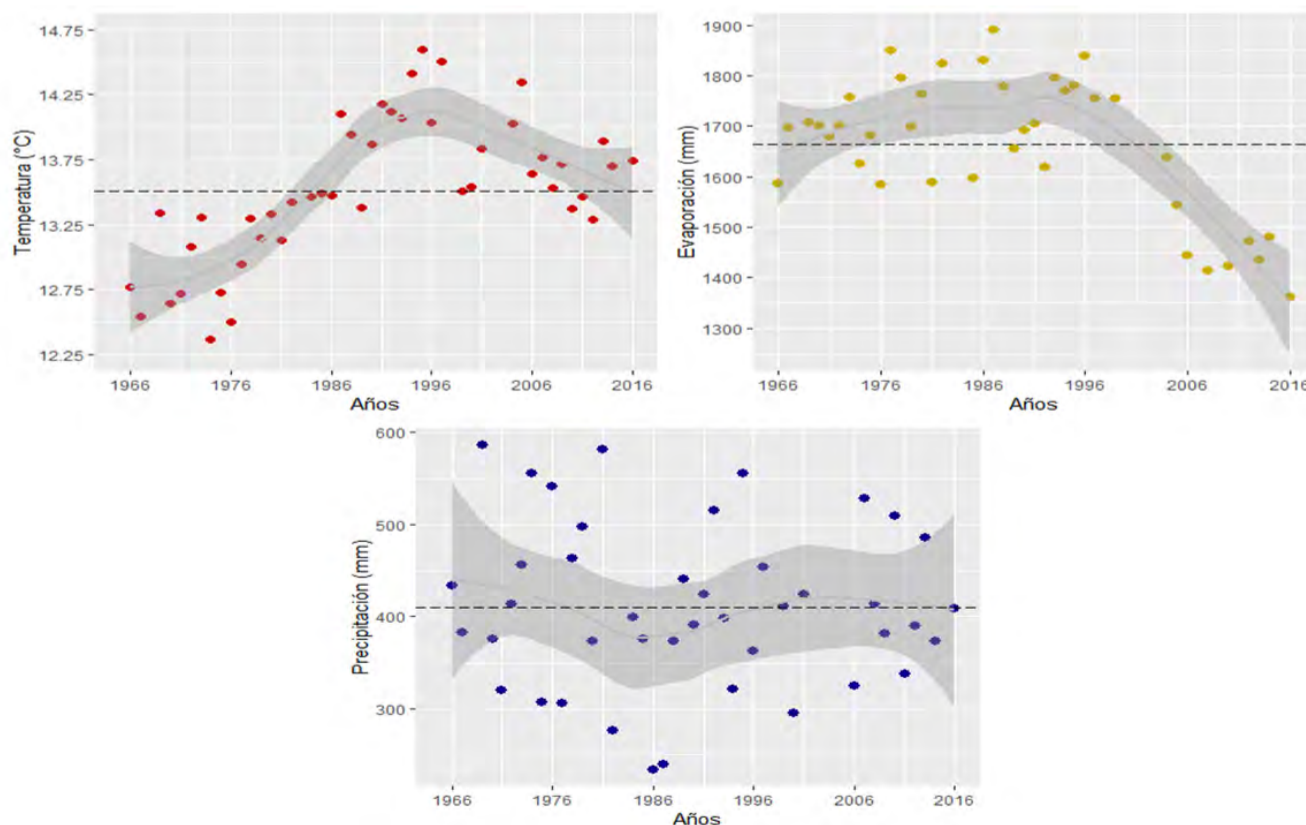 14.75
14.25
13.75
13.25
12.75
12.25
Temperatura (°C)
1966 1976 1986 1996 2006 2016
Años
1900
1800
1700
1600
1500
1400
1300
Evaporación (mm)
1966 1976 1986 1996 2006 2016
Años
600
500
400
300
Precipitación (mm)
1966 1976 1986 1996 2006 2016
Años